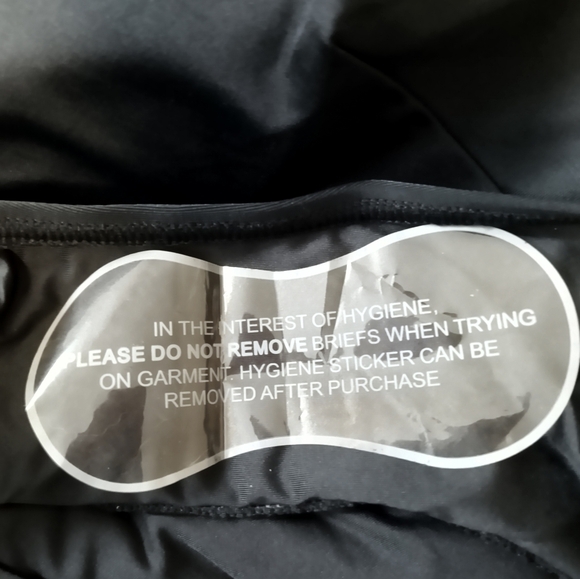 IN THE INTEREST OF HYGIENE,
PLEASE DO NOT REMOVE BRIEFS WHEN TRYING
ON GARMENT. HYGIENE STICKER CAN BE
REMOVED AFTER PURCHASE